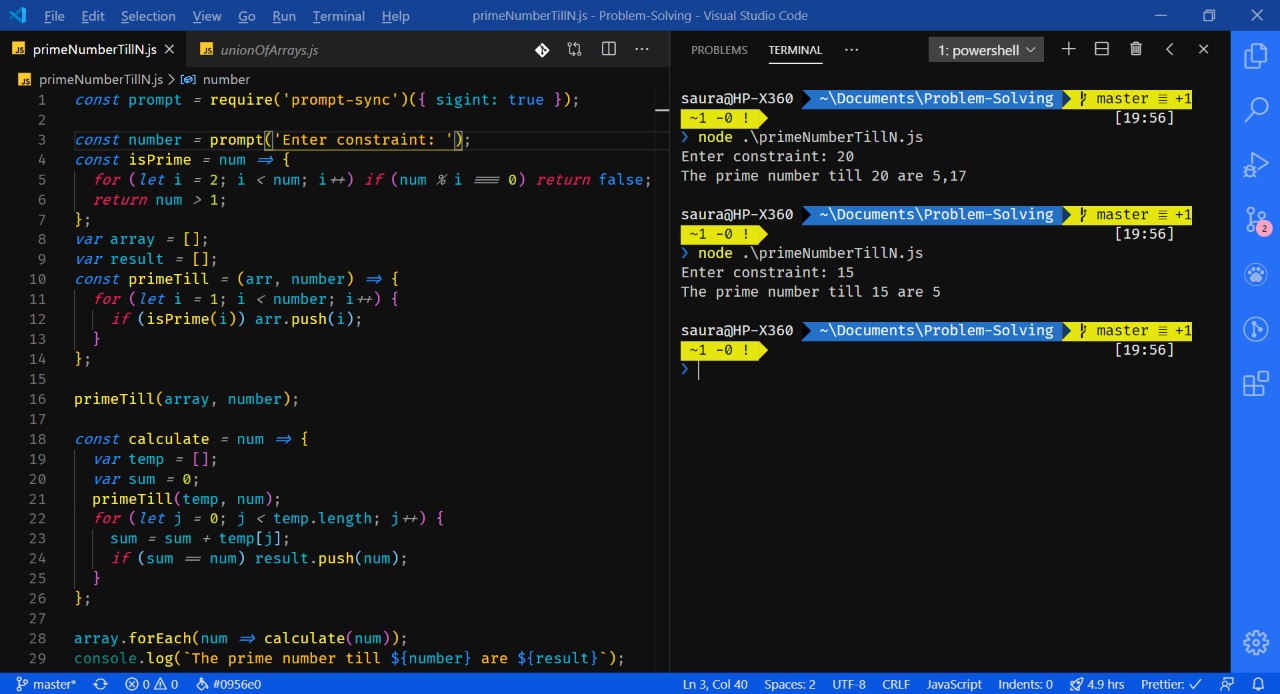 File Edit Selection View Go Run Terminal Help primeNumberTillN.js - Problem-Solving - Visual Studio Code
JS primeNumberTillN.js JS unionOfArrays.js
JS primeNumberTillN.js > number
1 const prompt = require('prompt-sync')({ sigint: true });
2
3 const number = prompt('Enter constraint: ');
4 const isPrime = num => {
5 for (let i = 2; i < num; i++) if (num % i === 0) return false;
6 return num > 1;
7 };
8 var array = [];
9 var result = [];
10 const primeTill = (arr, number) => {
11 for (let i = 1; i < number; i++) {
12 if (isPrime(i)) arr.push(i);
13 }
14 };
15
16 primeTill(array, number);
17
18 const calculate = num => {
19 var temp = [];
20 var sum = 0;
21 primeTill(temp, num);
22 for (let j = 0; j < temp.length; j++) {
23 sum = sum + temp[j];
24 if (sum == num) result.push(num);
25 }
26 };
27
28 array.forEach(num => calculate(num));
29 console.log(`The prime number till ${number} are ${result}`);
PROBLEMS TERMINAL ··· 1: powershell
saura@HP-X360 ~\Documents\Problem-Solving master ≡ +1
~1 -0 ! [19:56]
❯ node .\primeNumberTillN.js
Enter constraint: 20
The prime number till 20 are 5,17
saura@HP-X360 ~\Documents\Problem-Solving master ≡ +1
~1 -0 ! [19:56]
❯ node .\primeNumberTillN.js
Enter constraint: 15
The prime number till 15 are 5
saura@HP-X360 ~\Documents\Problem-Solving master ≡ +1
~1 -0 ! [19:56]
❯
2
master* 0 0 #0956e0 Ln 3, Col 40 Spaces: 2 UTF-8 CRLF JavaScript Indents: 0 4.9 hrs Prettier: ✓